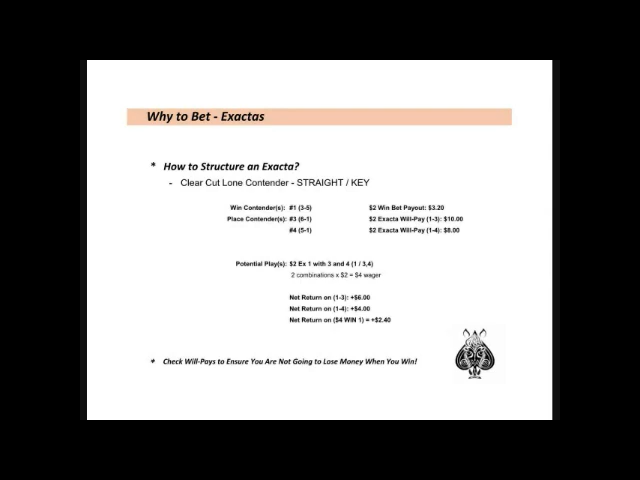 Why to Bet - Exactas
* How to Structure an Exacta?
- Clear Cut Lone Contender - STRAIGHT / KEY
Win Contender(s): #1 (3-5) $2 Win Bet Payout: $3.20
Place Contender(s): #3 (6-1) $2 Exacta Will-Pay (1-3): $10.00
#4 (5-1) $2 Exacta Will-Pay (1-4): $8.00
Potential Play(s): $2 Ex 1 with 3 and 4 (1 / 3,4)
2 combinations x $2 = $4 wager
Net Return on (1-3): +$6.00
Net Return on (1-4): +$4.00
Net Return on ($4 WIN 1) = +$2.40
* Check Will-Pays to Ensure You Are Not Going to Lose Money When You Win!